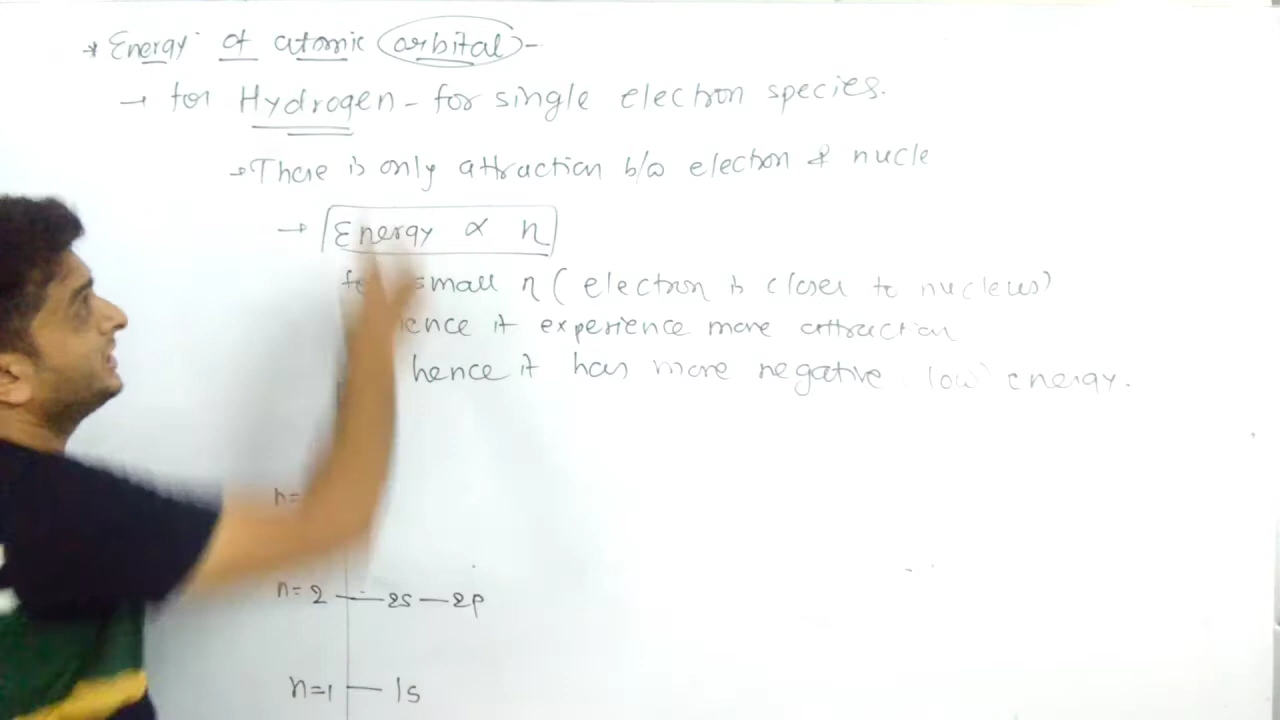 * Energy of atomic orbital -
→ for Hydrogen - for single electron species.
→ There is only attraction b/w electron & nucle
→ Energy ∝ n
small n ( electron is closer to nucleus)
it experience more attraction
hence it has more negative low energy.
n=
n=2 2s 2p
n=1 1s